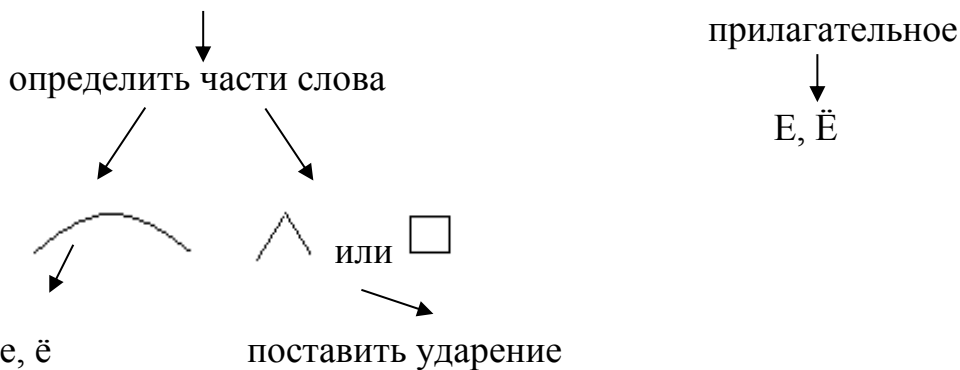 прилагательное
определить части слова
Е, Ё
или
е, ё
поставить ударение